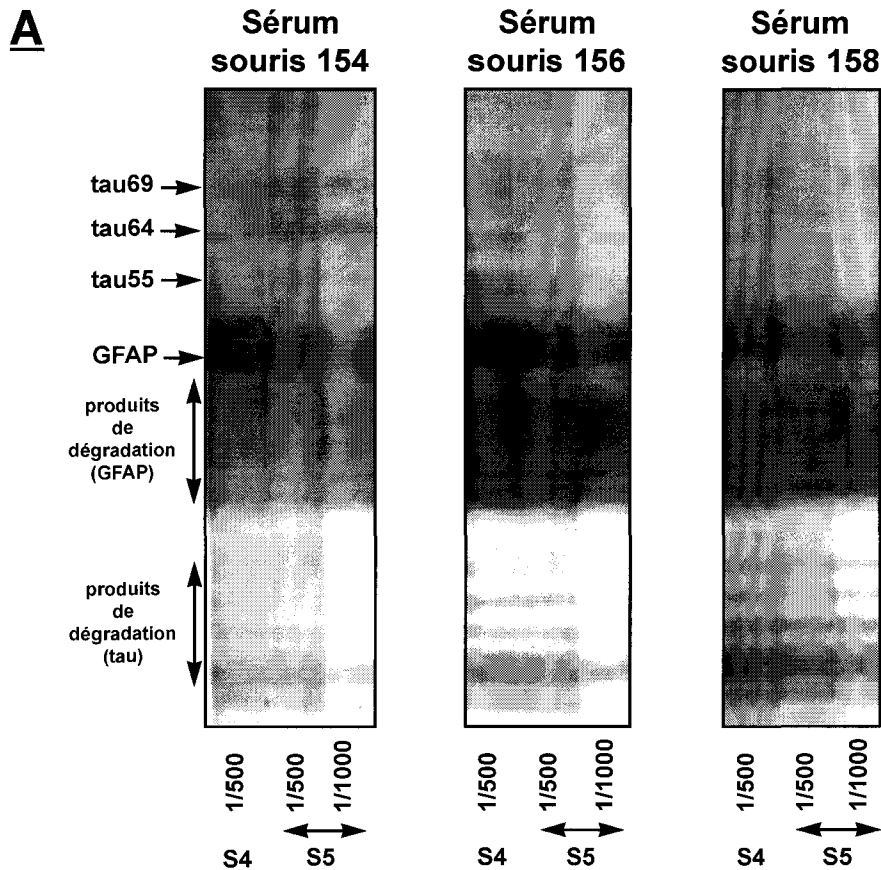 A
Sérum
souris 154
Sérum
souris 156
Sérum
souris 158
tau69
tau64
tau55
GFAP
produits
de
dégradation
(GFAP)
produits
de
dégradation
(tau)
1/500
1/500
1/1000
1/500
1/500
1/1000
1/500
1/500
1/1000
S4
S5
S4
S5
S4
S5